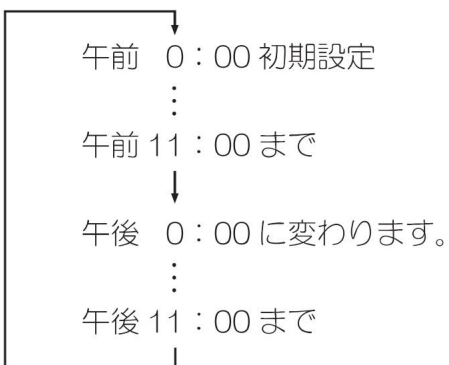 午前 0：00 初期設定
⋮
午前 11：00 まで
午後 0：00 に変わります。
⋮
午後 11：00 まで